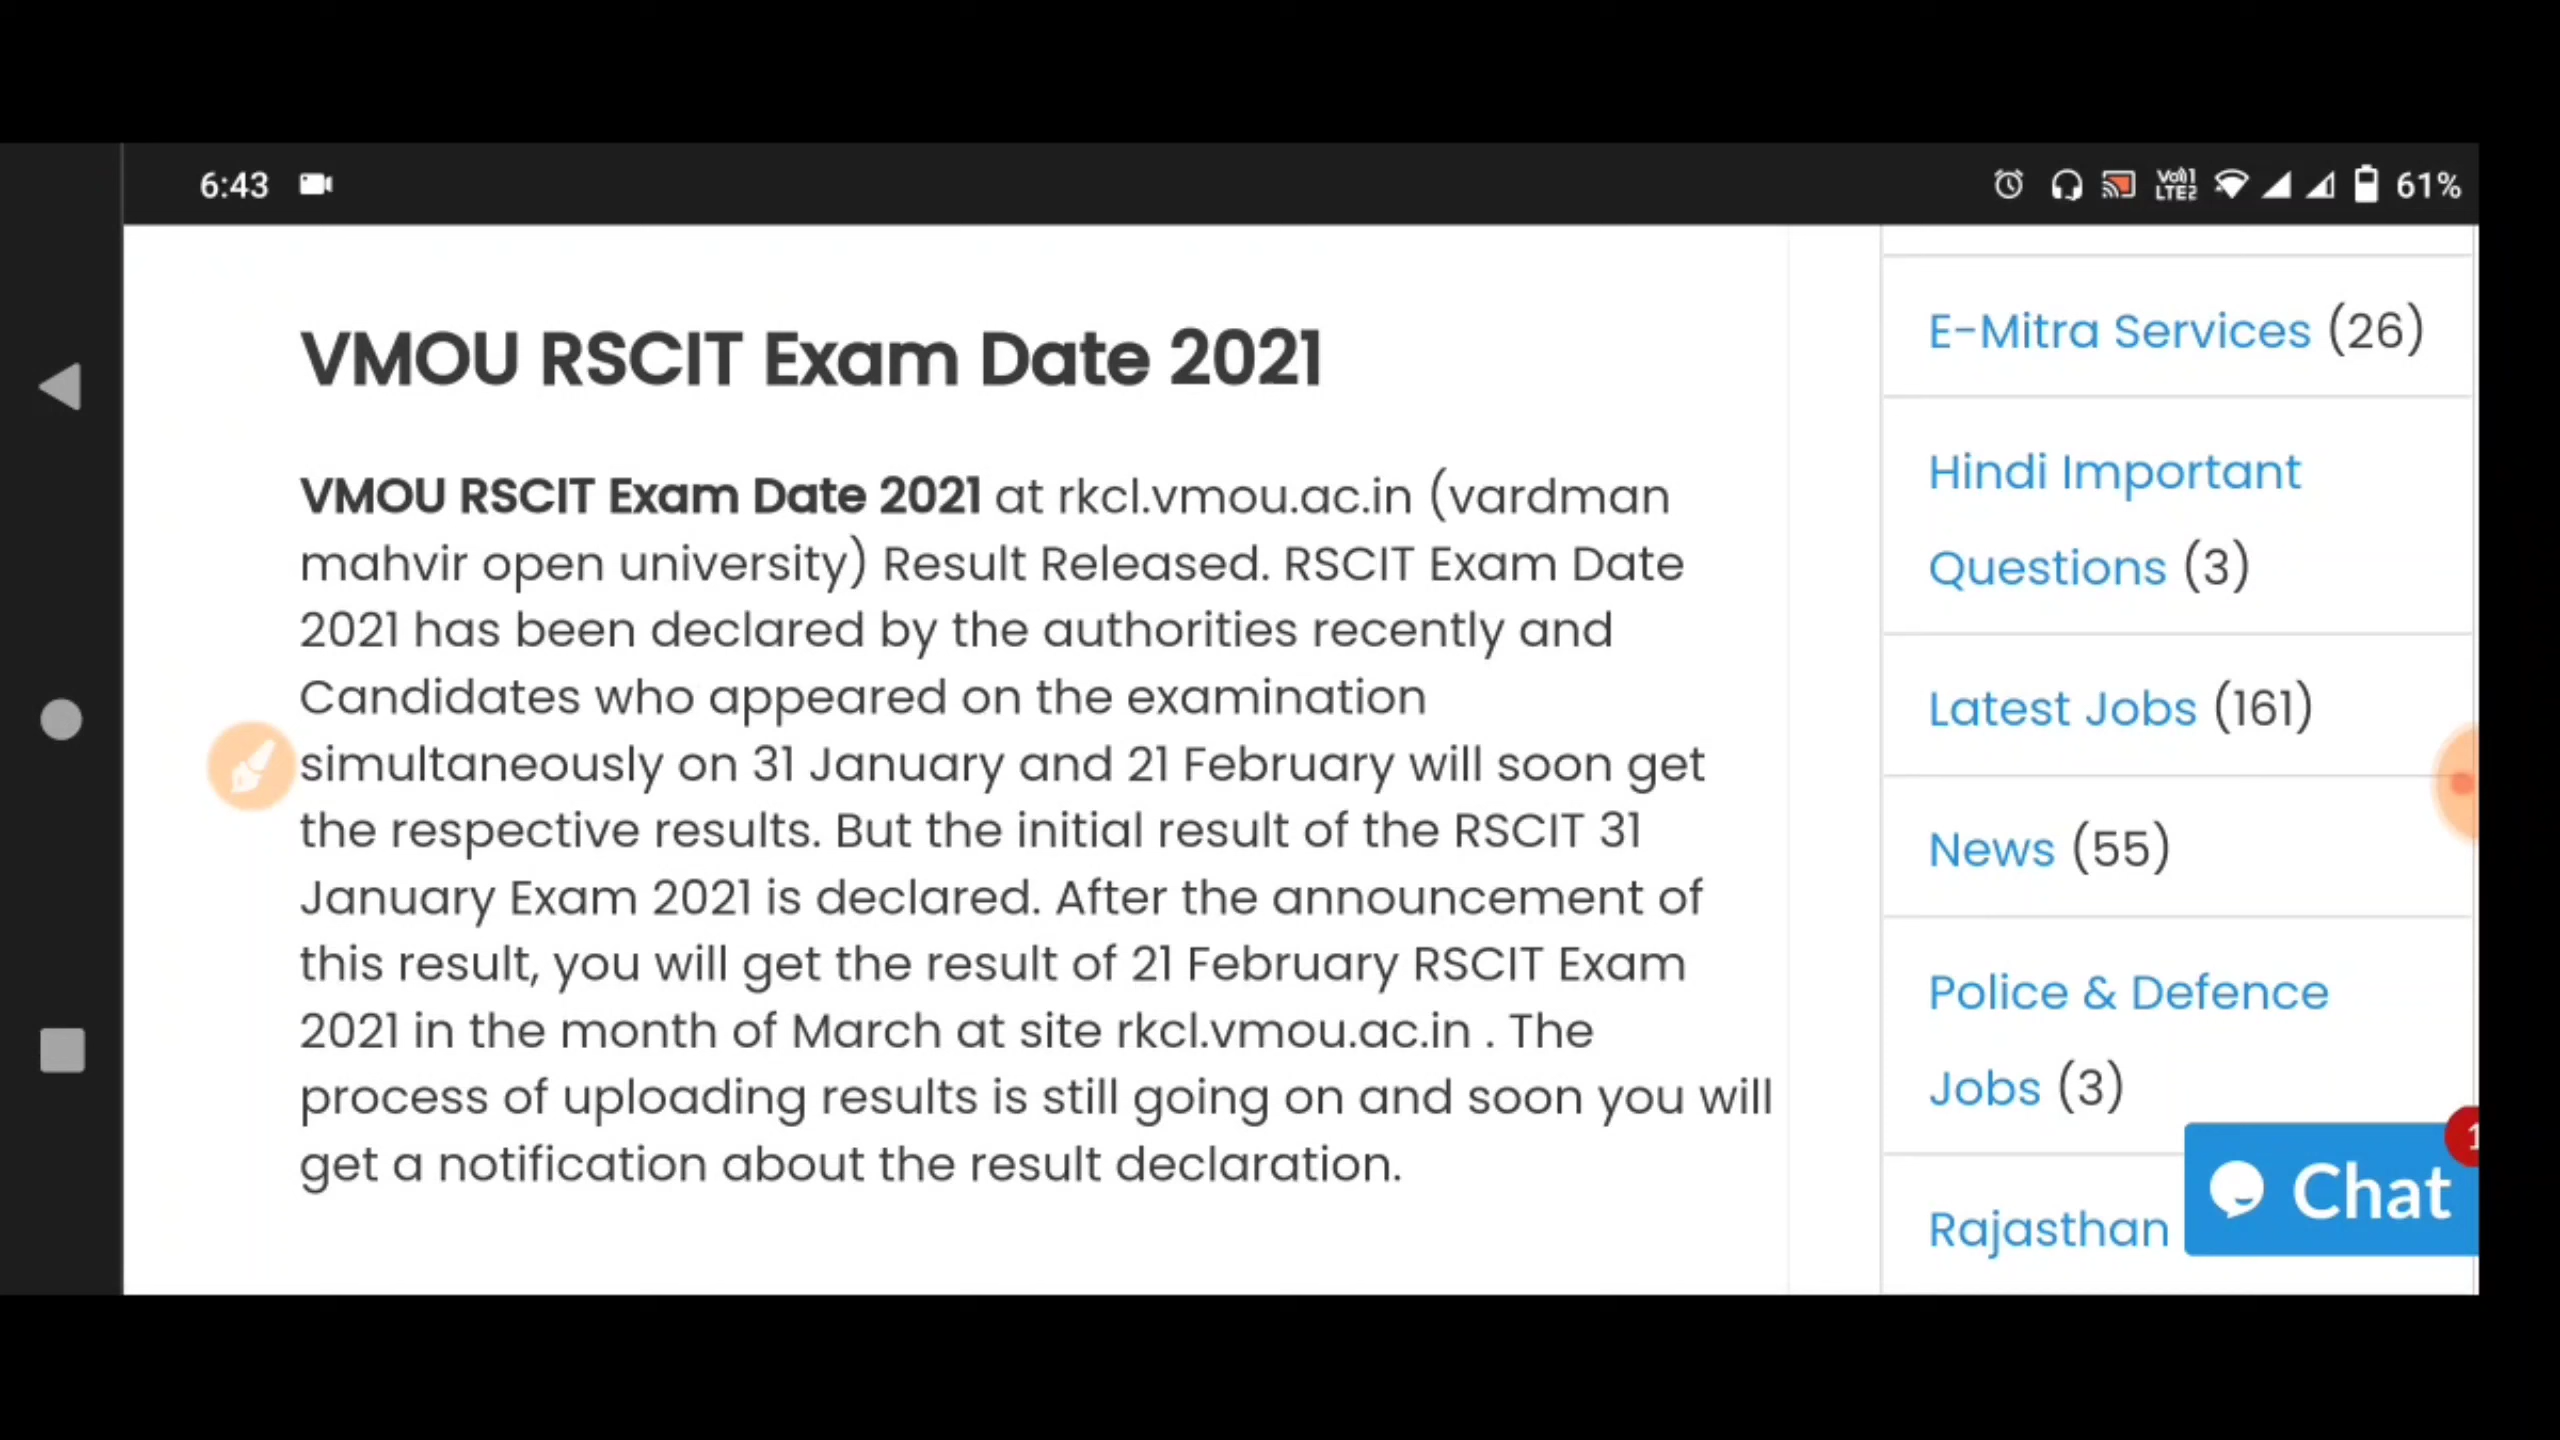 6:43
Vo))1 LTE2 61%
VMOU RSCIT Exam Date 2021
VMOU RSCIT Exam Date 2021 at rkcl.vmou.ac.in (vardman
mahvir open university) Result Released. RSCIT Exam Date
2021 has been declared by the authorities recently and
Candidates who appeared on the examination
simultaneously on 31 January and 21 February will soon get
the respective results. But the initial result of the RSCIT 31
January Exam 2021 is declared. After the announcement of
this result, you will get the result of 21 February RSCIT Exam
2021 in the month of March at site rkcl.vmou.ac.in . The
process of uploading results is still going on and soon you will
get a notification about the result declaration.
E-Mitra Services (26)
Hindi Important
Questions (3)
Latest Jobs (161)
News (55)
Police & Defence
Jobs (3)
Rajasthan
1
Chat